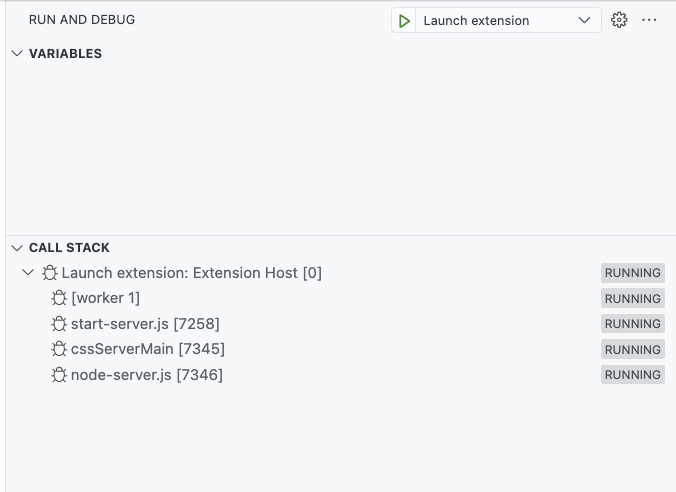 RUN AND DEBUG Launch extension
VARIABLES
CALL STACK
Launch extension: Extension Host [0] RUNNING
[worker 1] RUNNING
start-server.js [7258] RUNNING
cssServerMain [7345] RUNNING
node-server.js [7346] RUNNING